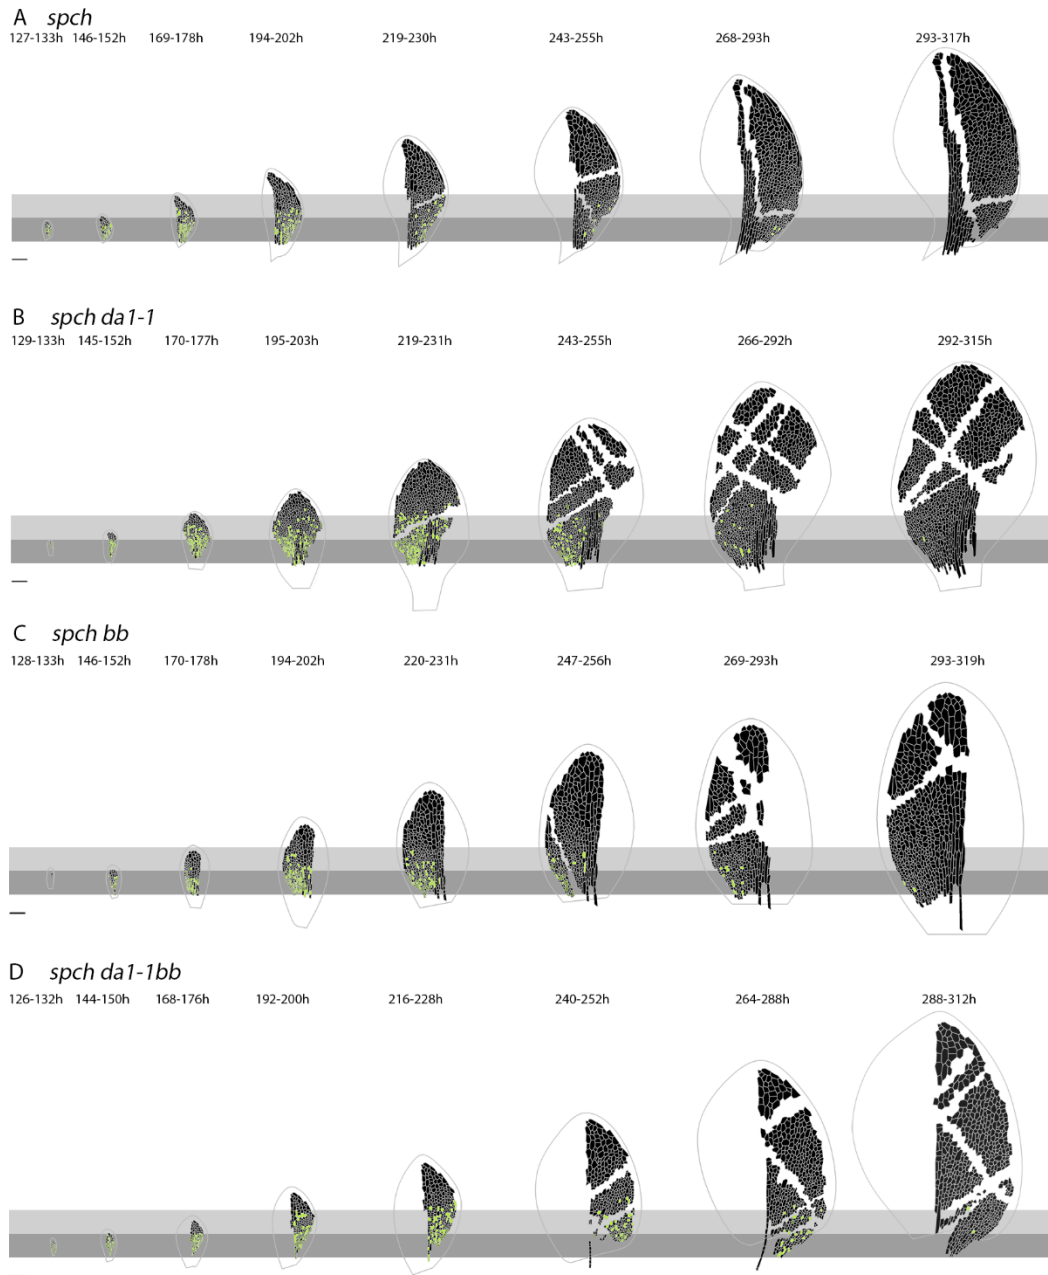 A spch
127-133h 146-152h 169-178h 194-202h 219-230h 243-255h 268-293h 293-317h
B spch da1-1
129-133h 145-152h 170-177h 195-203h 219-231h 243-255h 266-292h 292-315h
C spch bb
128-133h 146-152h 170-178h 194-202h 220-231h 247-256h 269-293h 293-319h
D spch da1-1bb
126-132h 144-150h 168-176h 192-200h 216-228h 240-252h 264-288h 288-312h